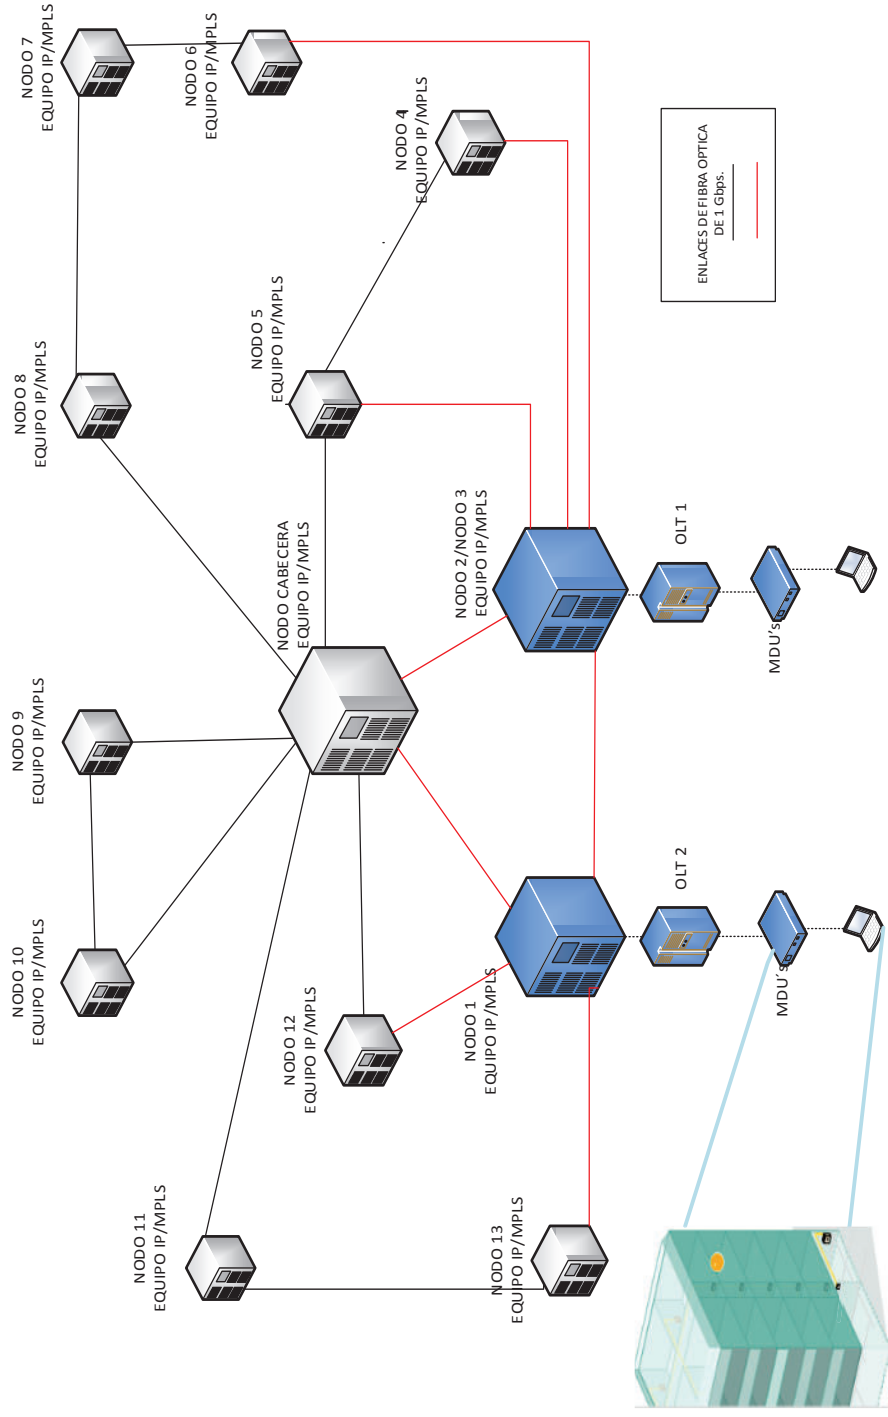 NODO 7
EQUIPO IP/MPLS
NODO 6
EQUIPO IP/MPLS
NODO 4
EQUIPO IP/MPLS
NODO 8
EQUIPO IP/MPLS
NODO 5
EQUIPO IP/MPLS
ENLACES DE FIBRA OPTICA
DE 1 Gbps.
NODO CABECERA
EQUIPO IP/MPLS
NODO 2/NODO 3
EQUIPO IP/MPLS
OLT 1
MDU's
NODO 9
EQUIPO IP/MPLS
NODO 10
EQUIPO IP/MPLS
NODO 12
EQUIPO IP/MPLS
NODO 1
EQUIPO IP/MPLS
OLT 2
MDU´s
NODO 11
EQUIPO IP/MPLS
NODO 13
EQUIPO IP/MPLS